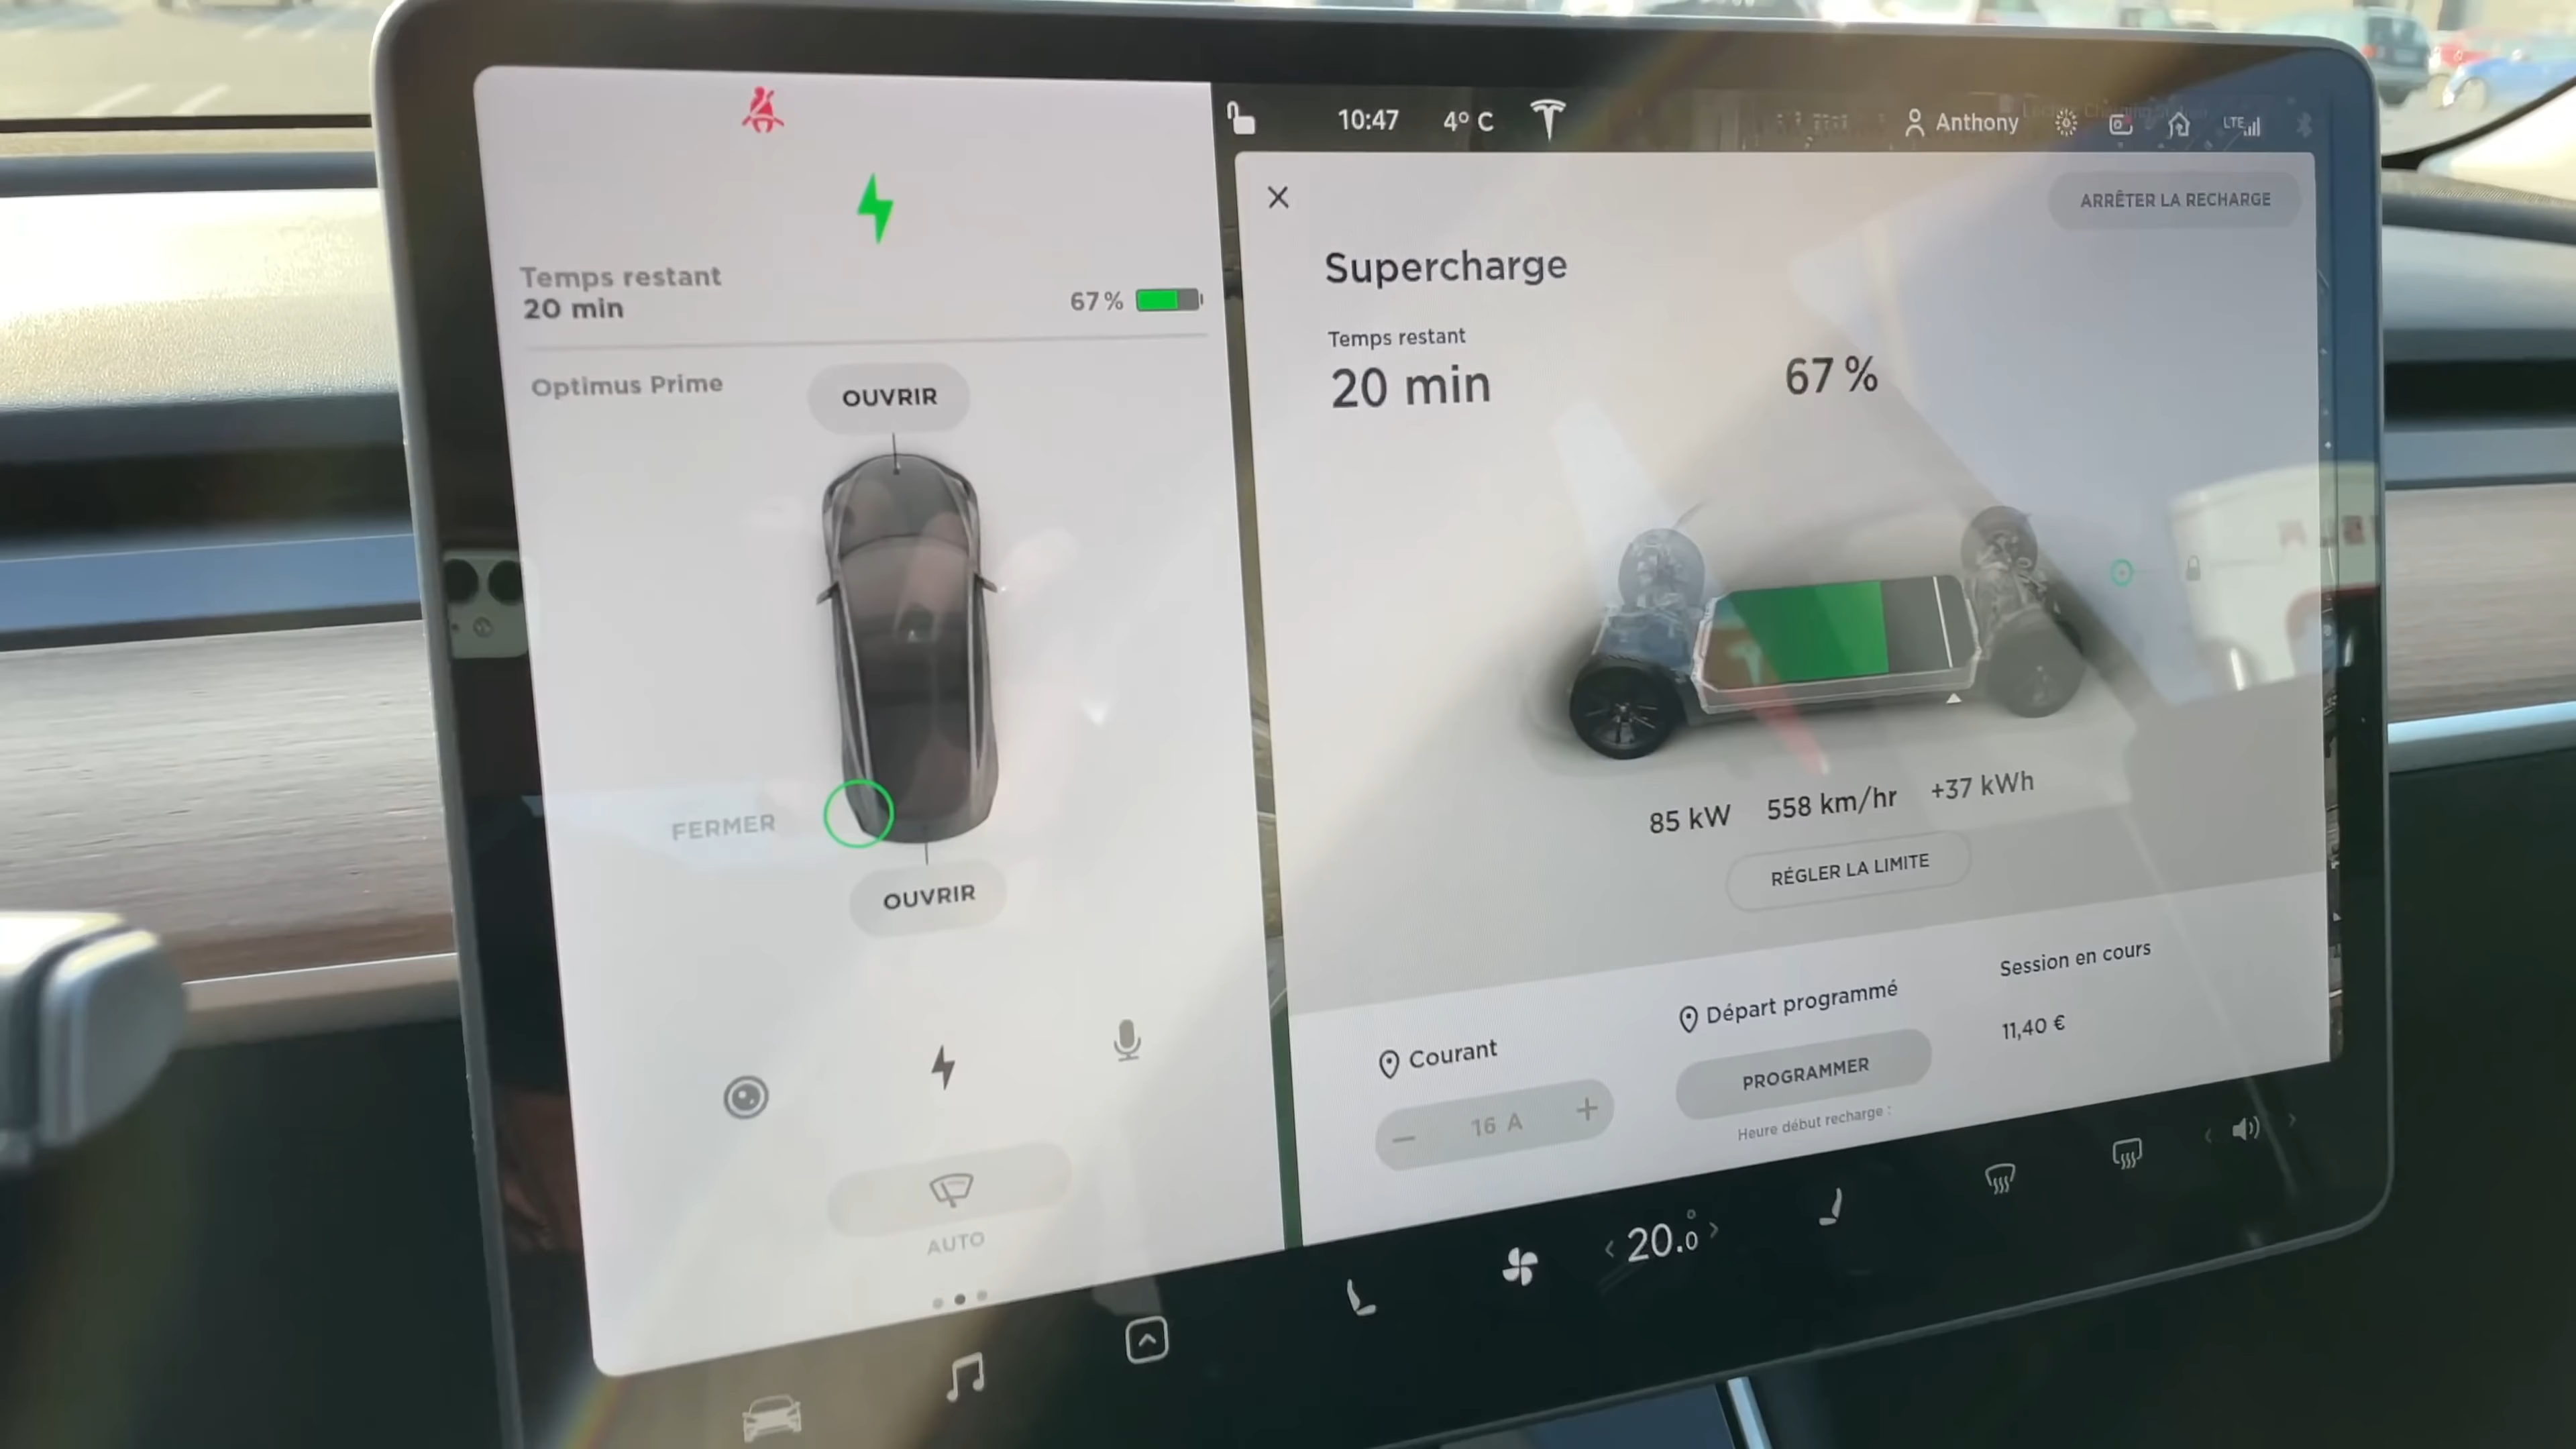 10:47
4° C
Anthony
LTE
Temps restant
20 min
67 %
Optimus Prime
OUVRIR
FERMER
OUVRIR
AUTO
ARRÊTER LA RECHARGE
Supercharge
Temps restant
20 min
67 %
85 kW 558 km/hr +37 kWh
RÉGLER LA LIMITE
Courant
16 A
Départ programmé
PROGRAMMER
Heure début recharge :
Session en cours
11,40 €
20.0°